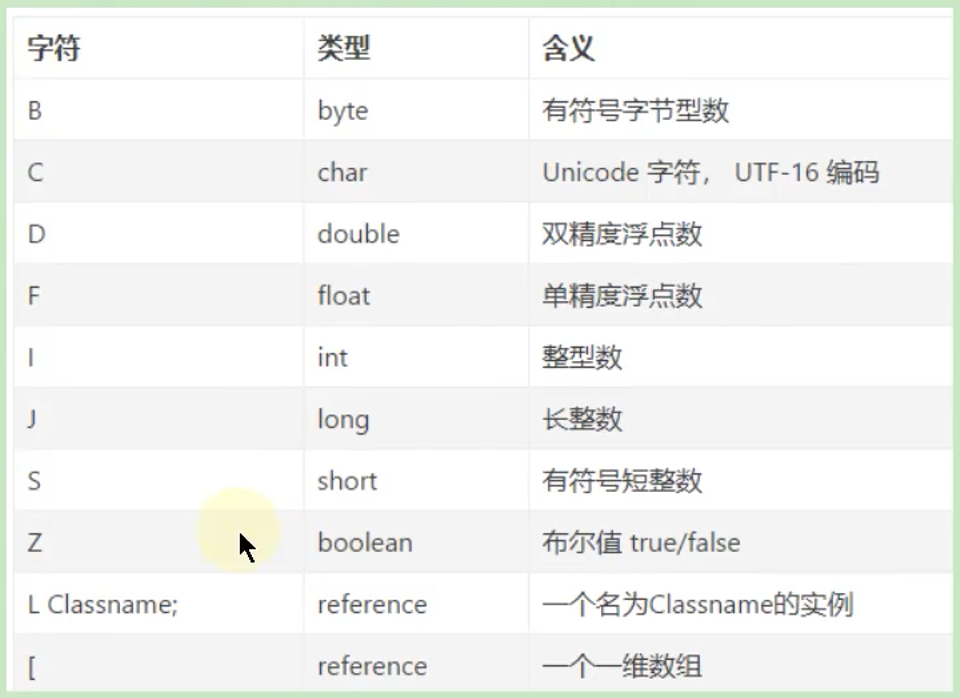 字符 类型 含义
B byte 有符号字节型数
C char Unicode 字符， UTF-16 编码
D double 双精度浮点数
F float 单精度浮点数
I int 整型数
J long 长整数
S short 有符号短整数
Z boolean 布尔值 true/false
L Classname; reference 一个名为Classname的实例
[ reference 一个一维数组